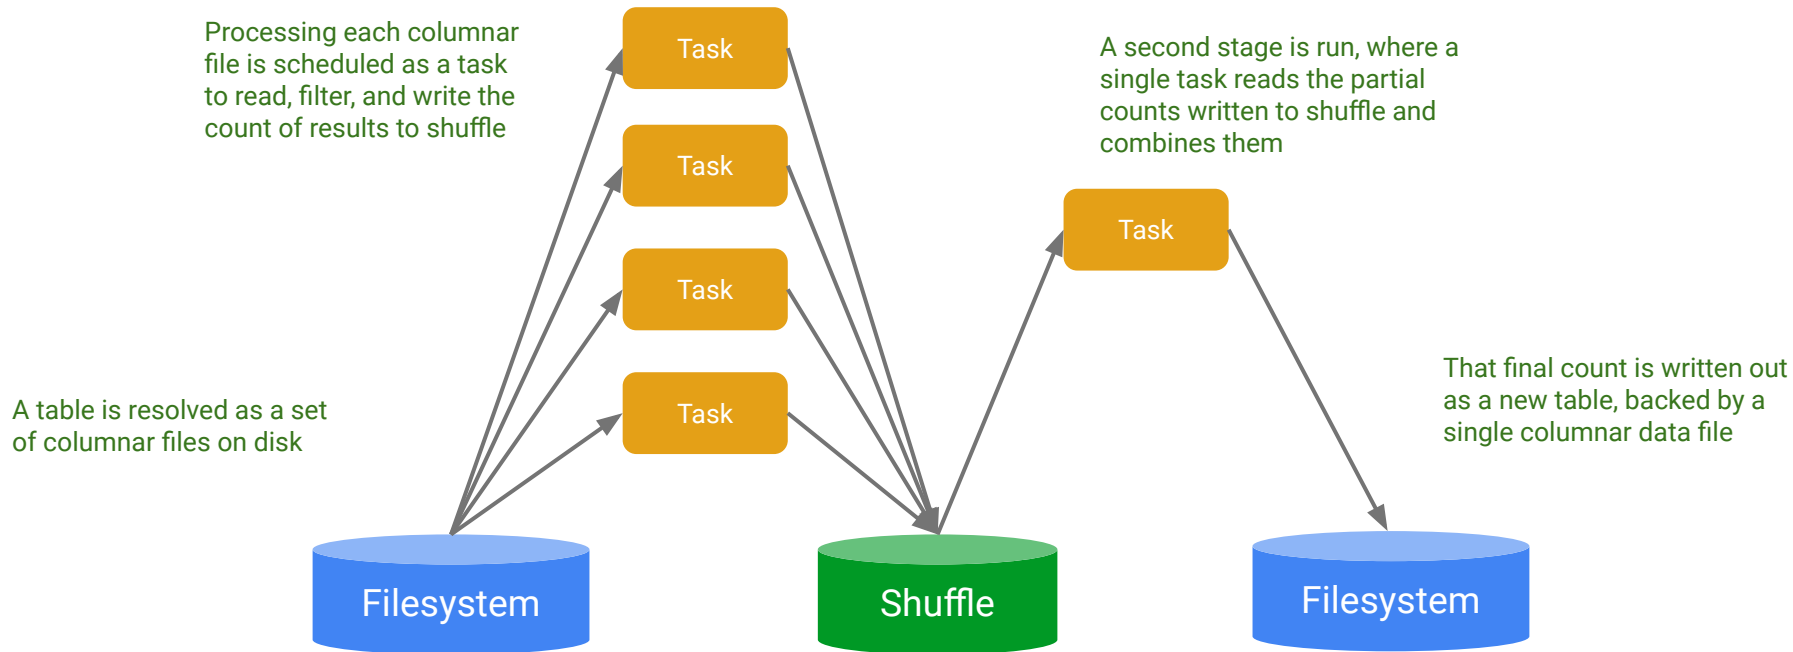 Processing each columnar
file is scheduled as a task
to read, filter, and write the
count of results to shuffle
Task
Task
Task
Task
A second stage is run, where a
single task reads the partial
counts written to shuffle and
combines them
Task
A table is resolved as a set
of columnar files on disk
That final count is written out
as a new table, backed by a
single columnar data file
Filesystem
Shuffle
Filesystem